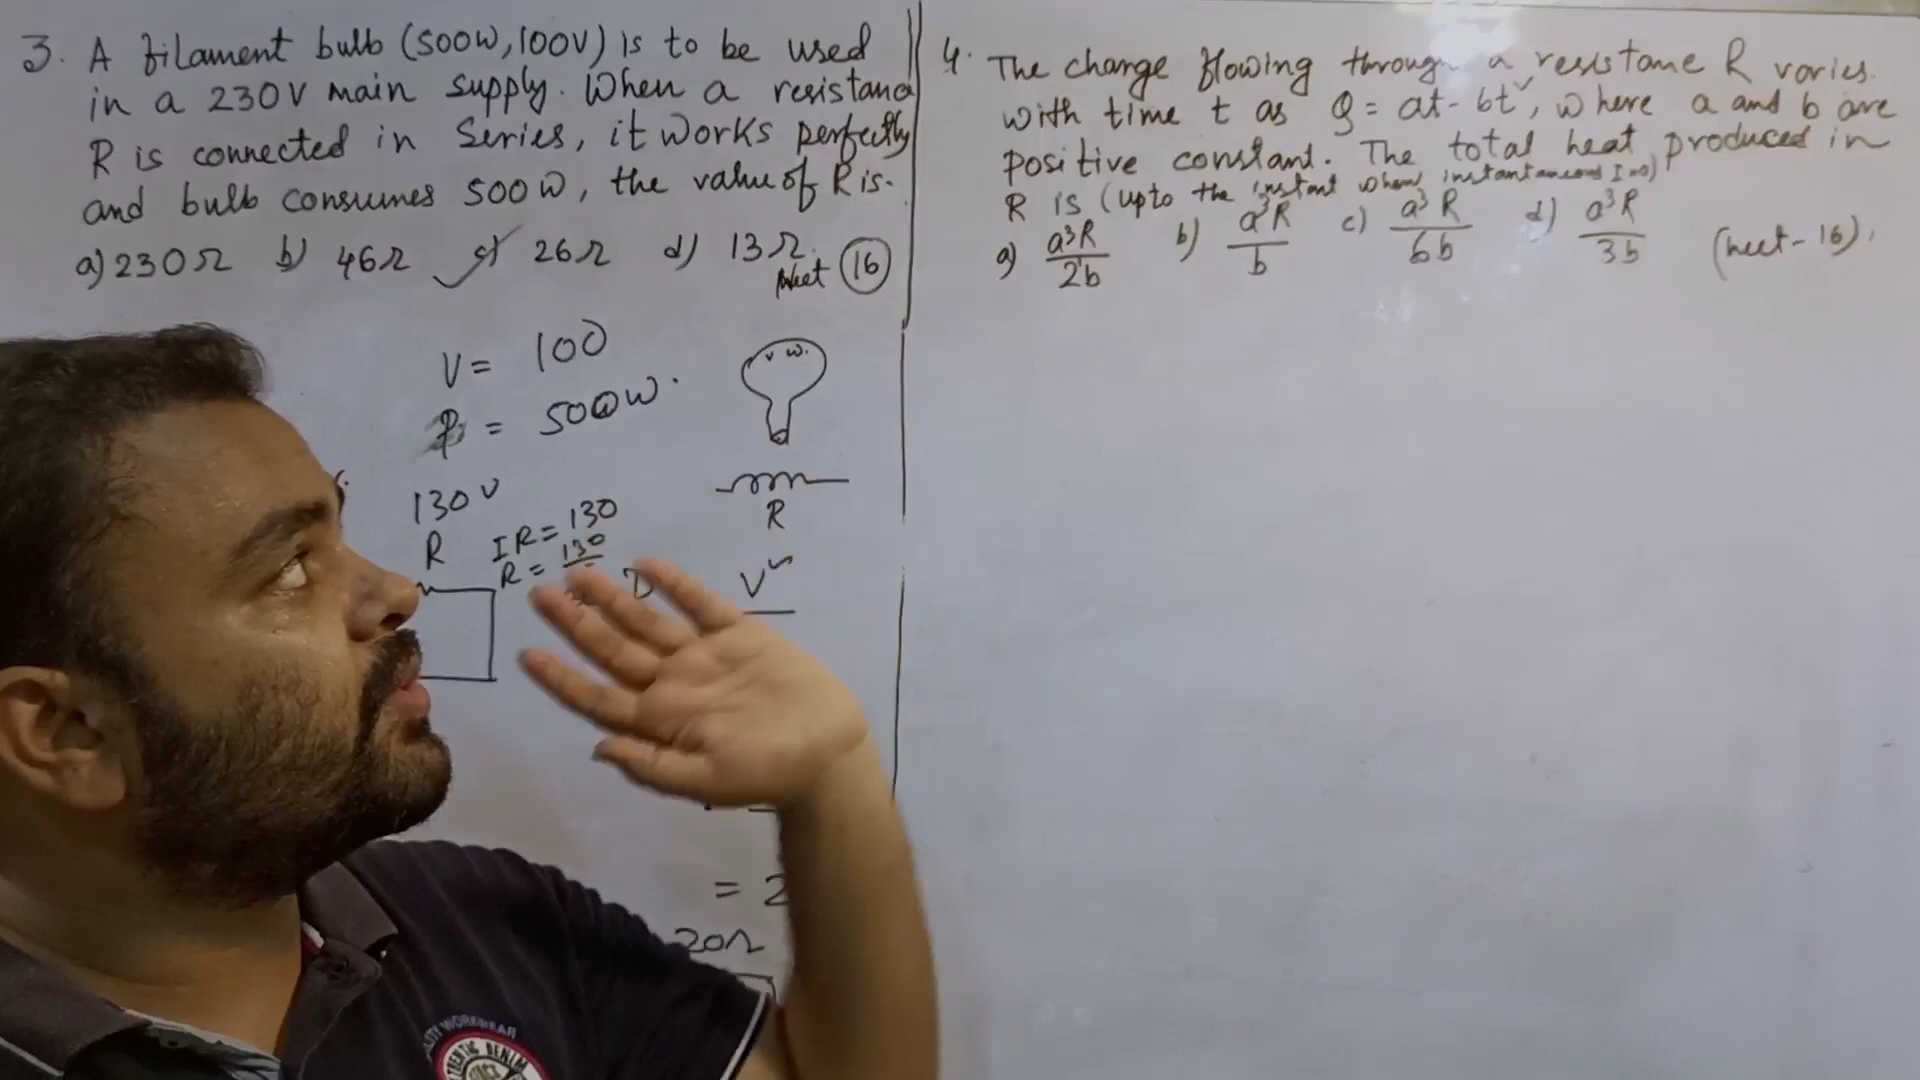 3. A filament bulb (500W, 100V) is to be used
in a 230V main supply. When a resistance
R is connected in Series, it works perfectly
and bulb consumes 500W, the value of R is.
a) 230Ω b) 46Ω c) 26Ω d) 13Ω.
Neet 16
V = 100
P = 500W.
130V
R
IR = 130
R = 130
V W.
R
V²
= 2
20Ω
4. The charge flowing through a resistance R varies
with time t as Q = at - bt², where a and b are
positive constant. The total heat produced in
R is (upto the instant when instantaneous I=0)
a) a³R/2b b) a³R/b c) a³R/6b d) a³R/3b (neet-16).